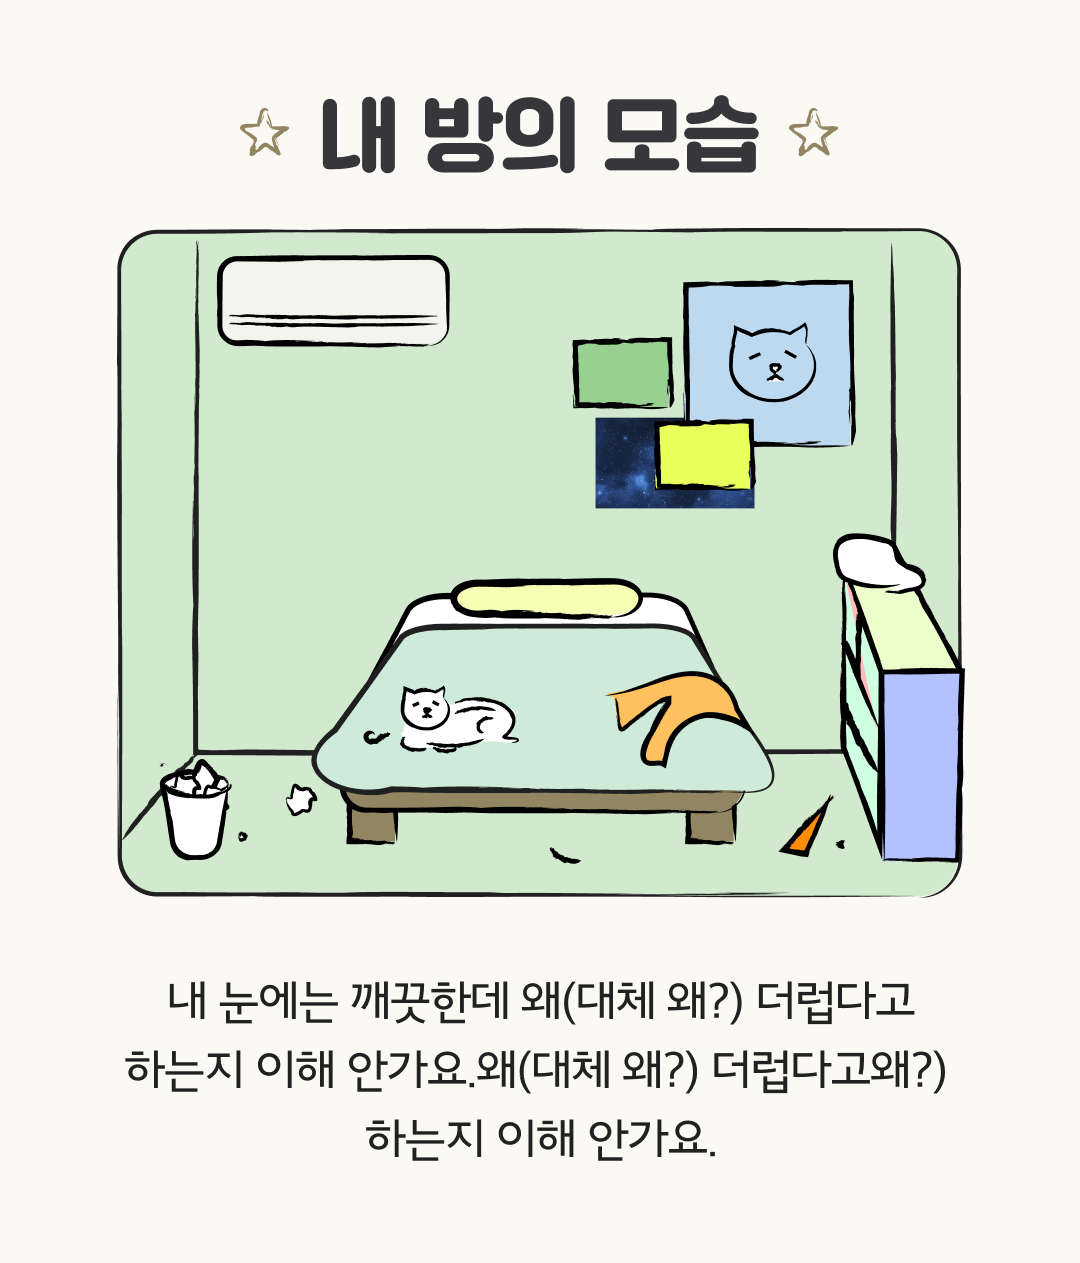 내 방의 모습
내 눈에는 깨끗한데 왜(대체 왜?) 더럽다고
하는지 이해 안가요.왜(대체 왜?) 더럽다고왜?)
하는지 이해 안가요.